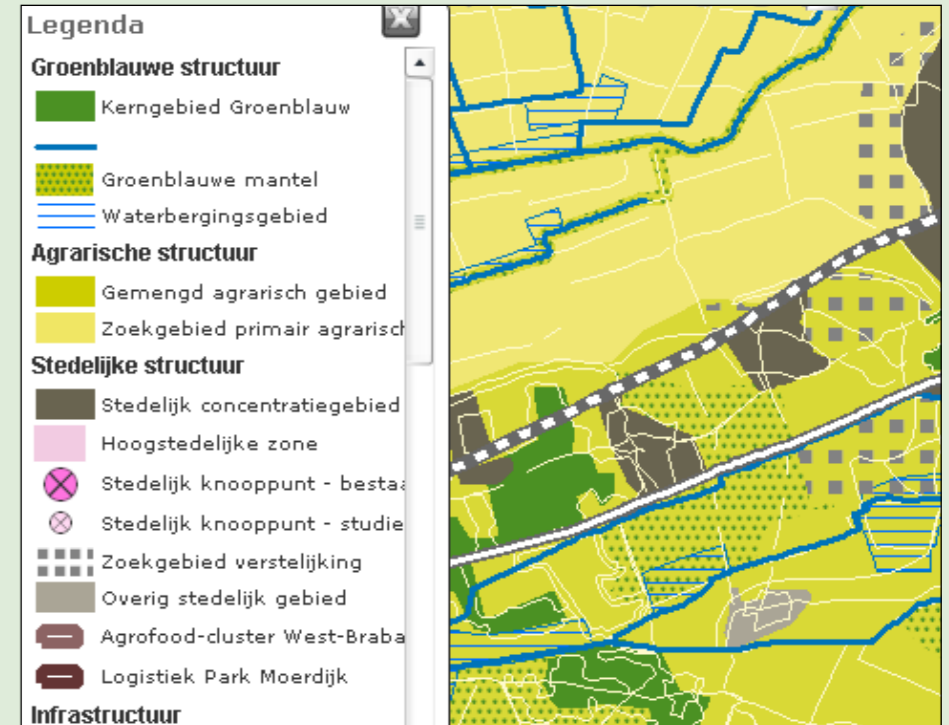 Legenda
Groenblauwe structuur
Kerngebied Groenblauw
Groenblauwe mantel
Waterbergingsgebied
Agrarische structuur
Gemengd agrarisch gebied
Zoekgebied primair agrarisch
Stedelijke structuur
Stedelijk concentratiegebied
Hoogstedelijke zone
Stedelijk knooppunt - bestaa
Stedelijk knooppunt - studie
Zoekgebied verstelijking
Overig stedelijk gebied
Agrofood-cluster West-Braba
Logistiek Park Moerdijk
Infrastructuur